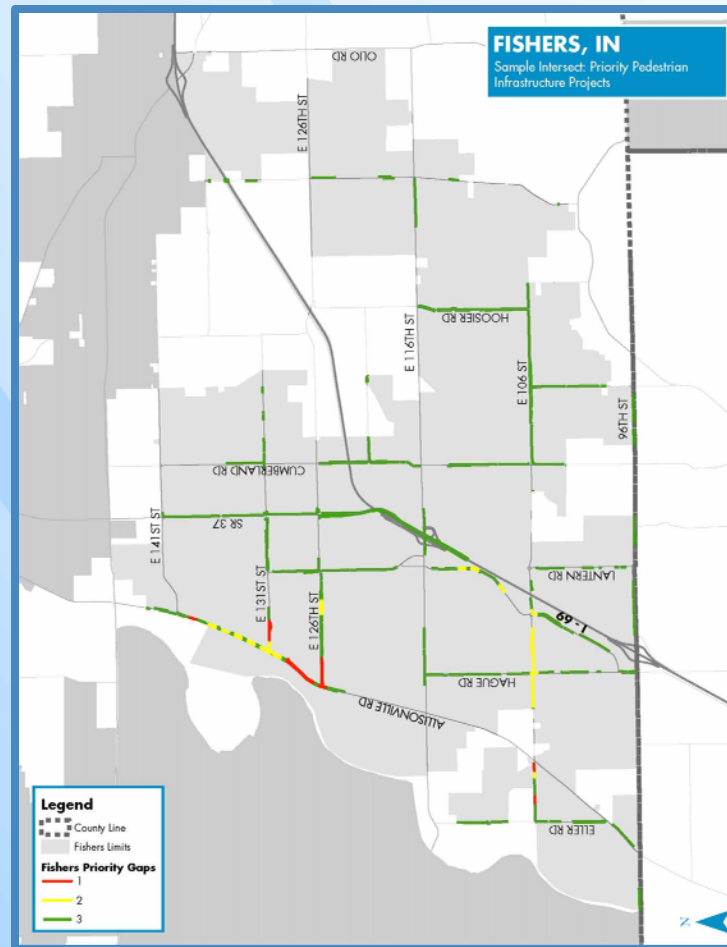 FISHERS, IN
Sample Intersect: Priority Pedestrian
Infrastructure Projects
OLIO RD
E 126TH ST
HOOSIER RD
E 116TH ST
E 106 ST
96TH ST
CUMBERLAND RD
SR 37
E 141ST ST
E 131ST ST
E 126TH ST
LANTERN RD
I - 69
HAGUE RD
ALLISONVILLE RD
ELLER RD
Legend
County Line
Fishers Limits
Fishers Priority Gaps
1
2
3
N